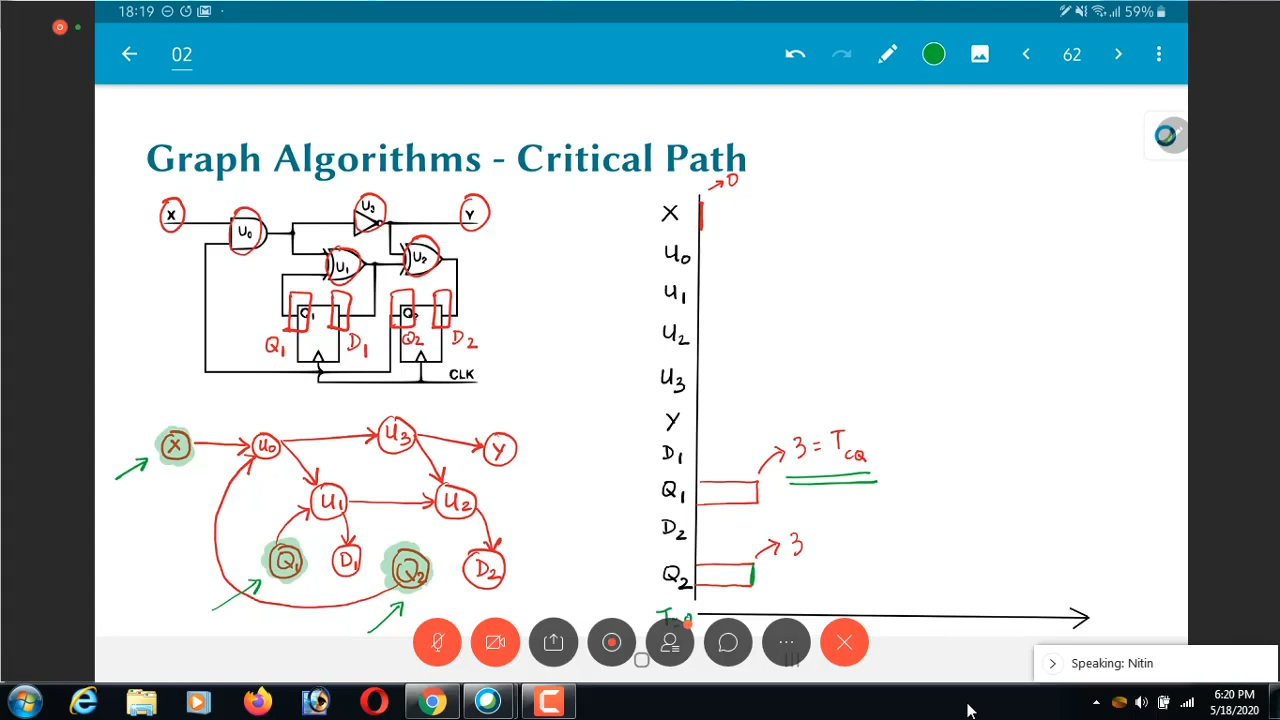 18:19
59%
02
62
Graph Algorithms - Critical Path
→ 0
X
U3
Y
U0
U1
U2
Q1
Q1
D1
Q2
D2
CLK
X
U0
U3
Y
U1
U2
Q1
D1
Q2
D2
X
U0
U1
U2
U3
Y
D1
Q1
3 = TCQ
D2
Q2
3
Speaking: Nitin
6:20 PM
5/18/2020